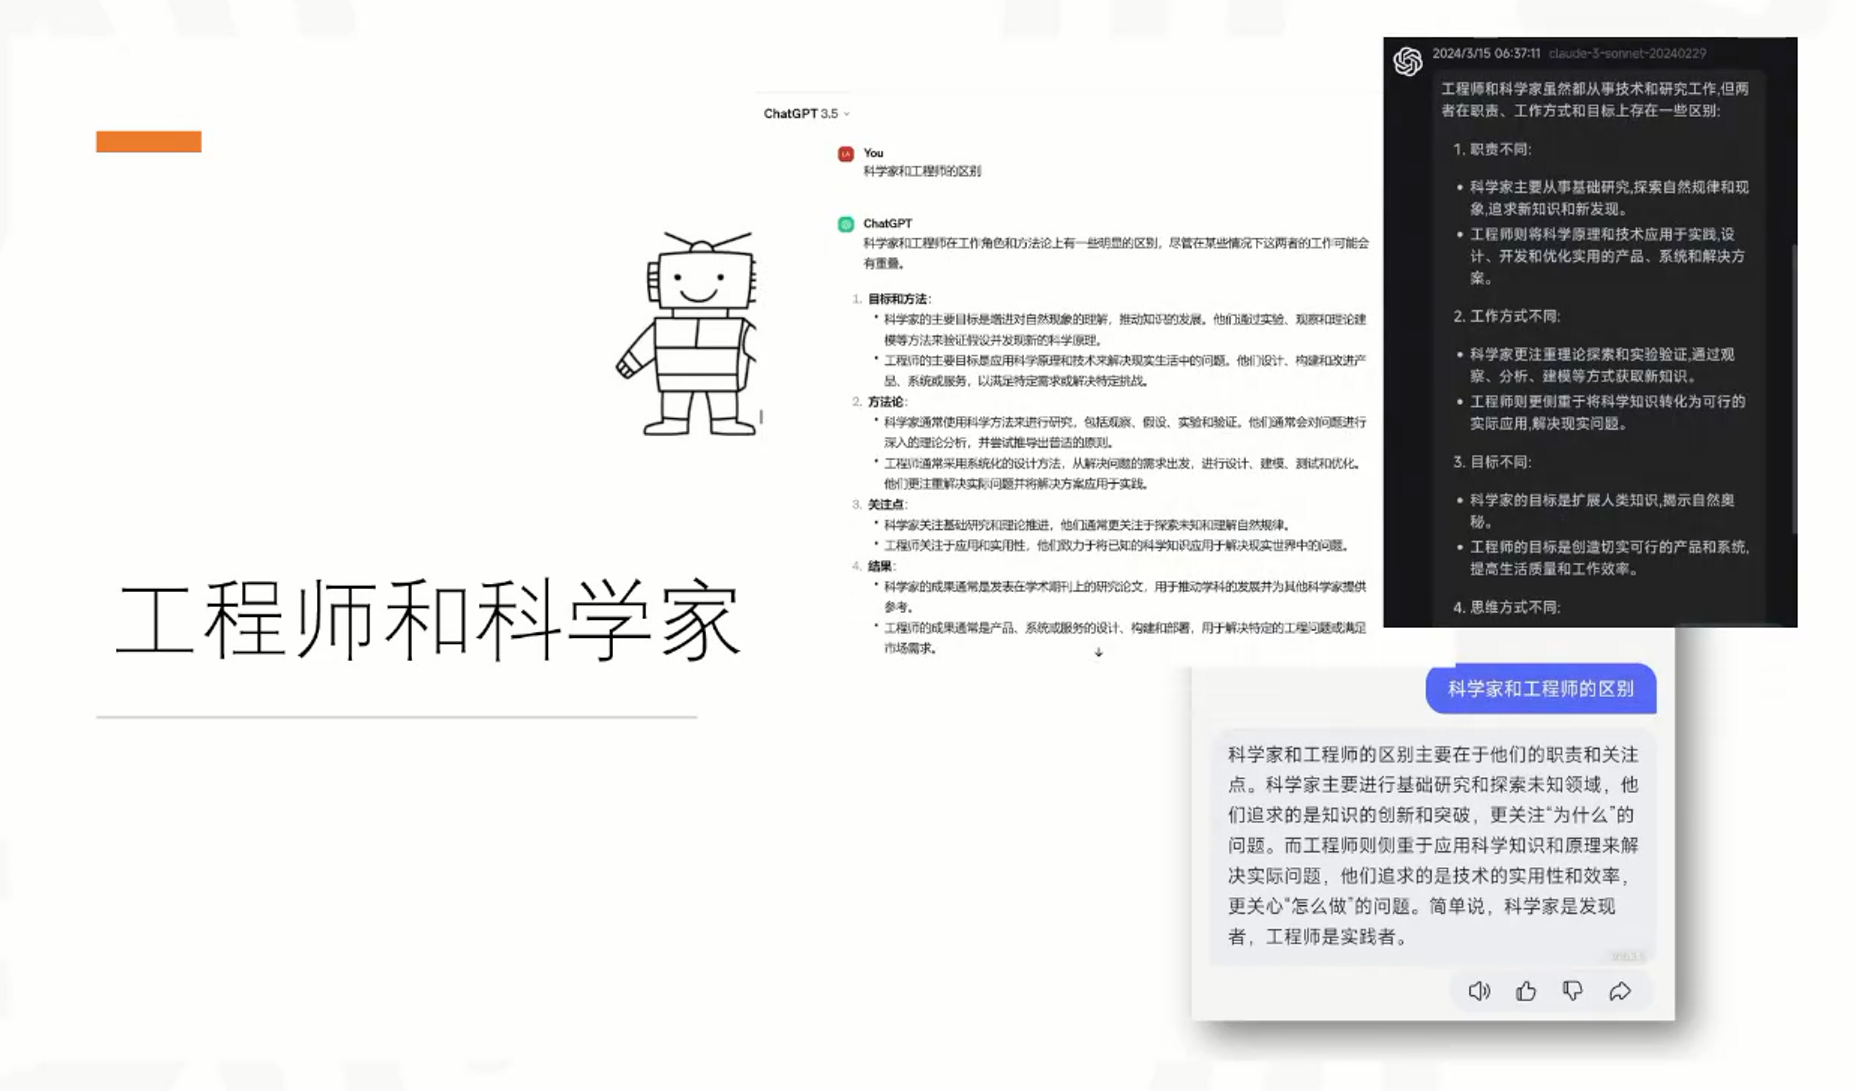 工程师和科学家
ChatGPT 3.5
You
科学家和工程师的区别
ChatGPT
科学家和工程师在工作角色和方法论上有一些明显的区别，尽管在某些情况下这两者的工作可能会
有重叠。
1. 目标和方法：
• 科学家的主要目标是增进对自然现象的理解，推动知识的发展。他们通过实验、观察和理论建
模等方法来验证假设并发现新的科学原理。
• 工程师的主要目标是应用科学原理和技术来解决现实生活中的问题。他们设计、构建和改进产
品、系统或服务，以满足特定需求或解决特定挑战。
2. 方法论：
• 科学家通常使用科学方法来进行研究，包括观察、假设、实验和验证。他们通常会对问题进行
深入的理论分析，并尝试推导出普适的原则。
• 工程师通常采用系统化的设计方法，从解决问题的需求出发，进行设计、建模、测试和优化。
他们更注重解决实际问题并将解决方案应用于实践。
3. 关注点：
• 科学家关注基础研究和理论推进，他们通常更关注于探索未知和理解自然规律。
• 工程师关注于应用和实用性，他们致力于将已知的科学知识应用于解决现实世界中的问题。
4. 结果：
• 科学家的成果通常是发表在学术期刊上的研究论文，用于推动学科的发展并为其他科学家提供
参考。
• 工程师的成果通常是产品、系统或服务的设计、构建和部署，用于解决特定的工程问题或满足
市场需求。
2024/3/15 06:37:11 claude-3-sonnet-20240229
工程师和科学家虽然都从事技术和研究工作,但两
者在职责、工作方式和目标上存在一些区别:
1. 职责不同:
• 科学家主要从事基础研究,探索自然规律和现
象,追求新知识和新发现。
• 工程师则将科学原理和技术应用于实践,设
计、开发和优化实用的产品、系统和解决方
案。
2. 工作方式不同:
• 科学家更注重理论探索和实验验证,通过观
察、分析、建模等方式获取新知识。
• 工程师则更侧重于将科学知识转化为可行的
实际应用,解决现实问题。
3. 目标不同:
• 科学家的目标是扩展人类知识,揭示自然奥
秘。
• 工程师的目标是创造切实可行的产品和系统,
提高生活质量和工作效率。
4. 思维方式不同:
科学家和工程师的区别
科学家和工程师的区别主要在于他们的职责和关注
点。科学家主要进行基础研究和探索未知领域，他
们追求的是知识的创新和突破，更关注“为什么”的
问题。而工程师则侧重于应用科学知识和原理来解
决实际问题，他们追求的是技术的实用性和效率，
更关心“怎么做”的问题。简单说，科学家是发现
者，工程师是实践者。